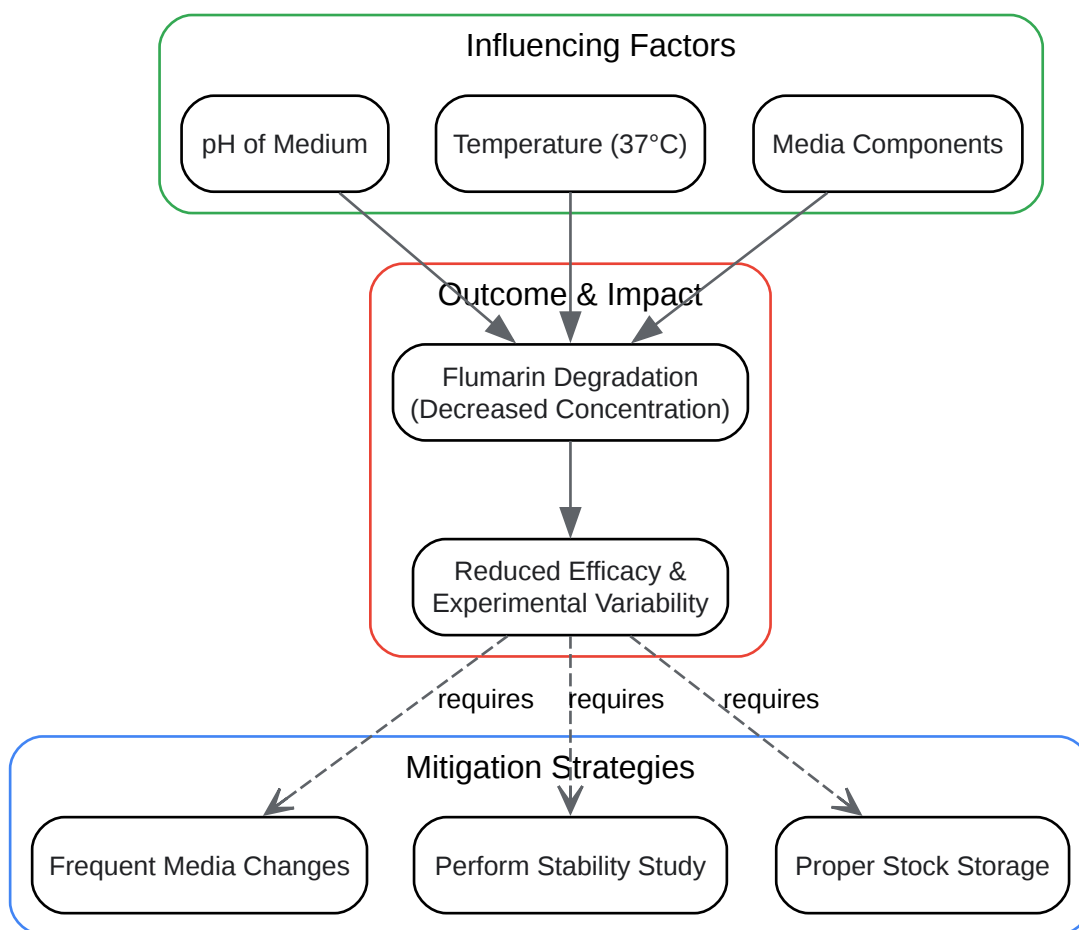 Influencing Factors
pH of Medium
Temperature (37°C)
Media Components
Outcome & Impact
Flumarin Degradation
(Decreased Concentration)
Reduced Efficacy &
Experimental Variability
requires
requires
requires
Mitigation Strategies
Frequent Media Changes
Perform Stability Study
Proper Stock Storage